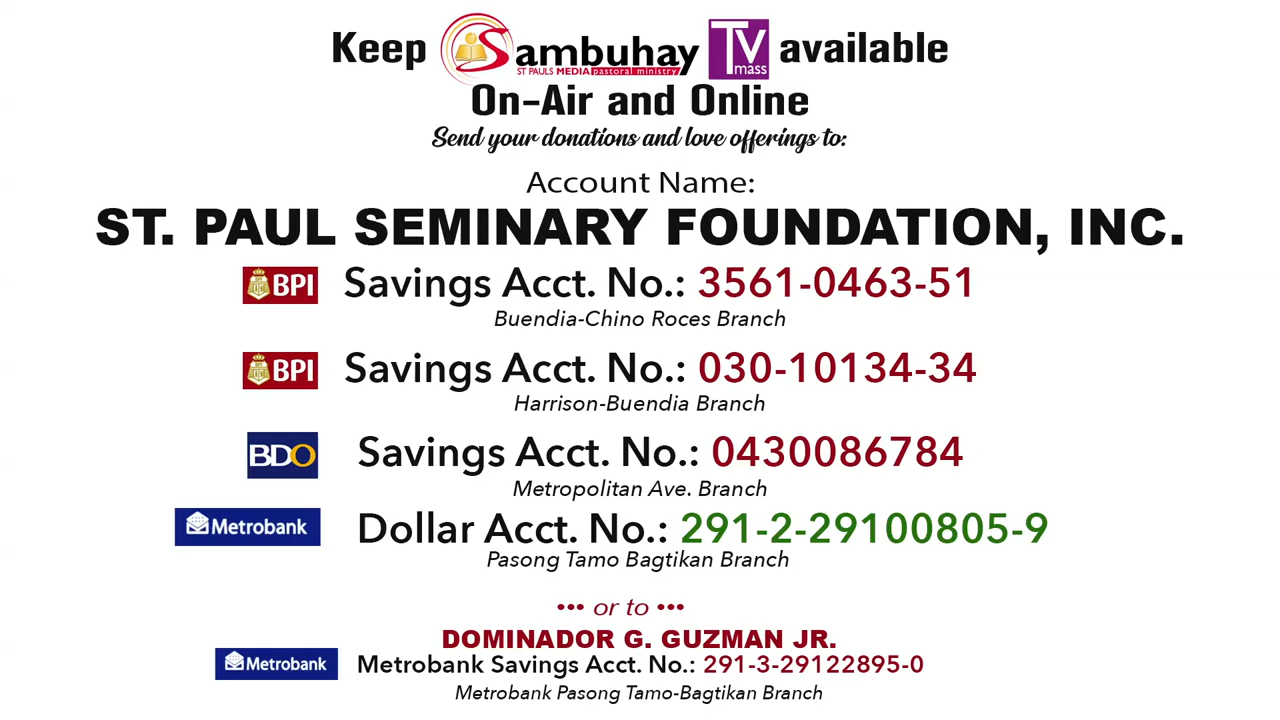 Keep Sambuhay TV mass available
ST PAULS MEDIA pastoral ministry
On-Air and Online
Send your donations and love offerings to:
Account Name:
ST. PAUL SEMINARY FOUNDATION, INC.
BPI Savings Acct. No.: 3561-0463-51
Buendia-Chino Roces Branch
BPI Savings Acct. No.: 030-10134-34
Harrison-Buendia Branch
BDO Savings Acct. No.: 0430086784
Metropolitan Ave. Branch
Metrobank Dollar Acct. No.: 291-2-29100805-9
Pasong Tamo Bagtikan Branch
••• or to •••
DOMINADOR G. GUZMAN JR.
Metrobank Metrobank Savings Acct. No.: 291-3-29122895-0
Metrobank Pasong Tamo-Bagtikan Branch